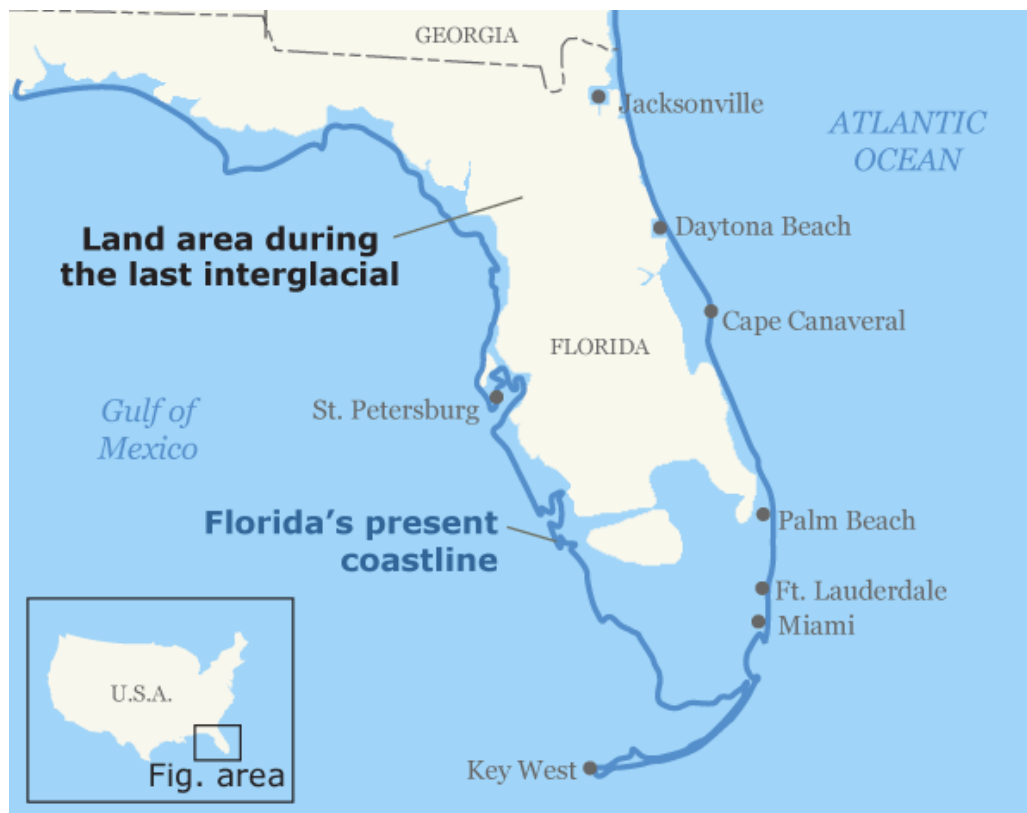 GEORGIA
Jacksonville
ATLANTIC
OCEAN
Land area during
the last interglacial
Daytona Beach
Cape Canaveral
FLORIDA
Gulf of
Mexico
St. Petersburg
Florida’s present
coastline
Palm Beach
Ft. Lauderdale
Miami
U.S.A.
Fig. area
Key West